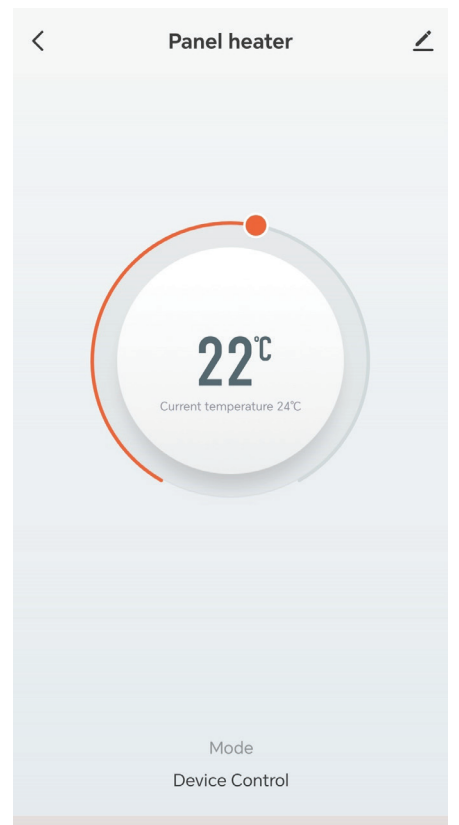 Panel heater
22℃
Current temperature 24℃
Mode
Device Control